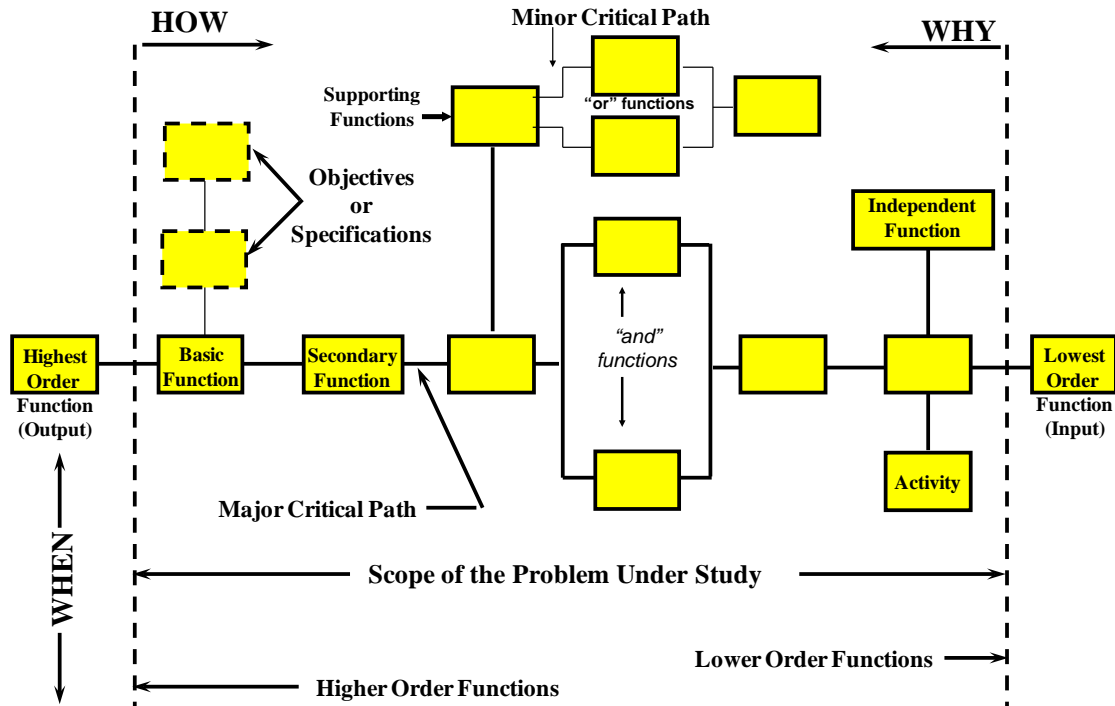 HOW
Minor Critical Path
WHY
Supporting
Functions
"or" functions
Objectives
or
Specifications
Independent
Function
"and"
functions
Highest
Order
Function
(Output)
Basic
Function
Secondary
Function
Lowest
Order
Function
(Input)
Activity
Major Critical Path
WHEN
Scope of the Problem Under Study
Lower Order Functions
Higher Order Functions